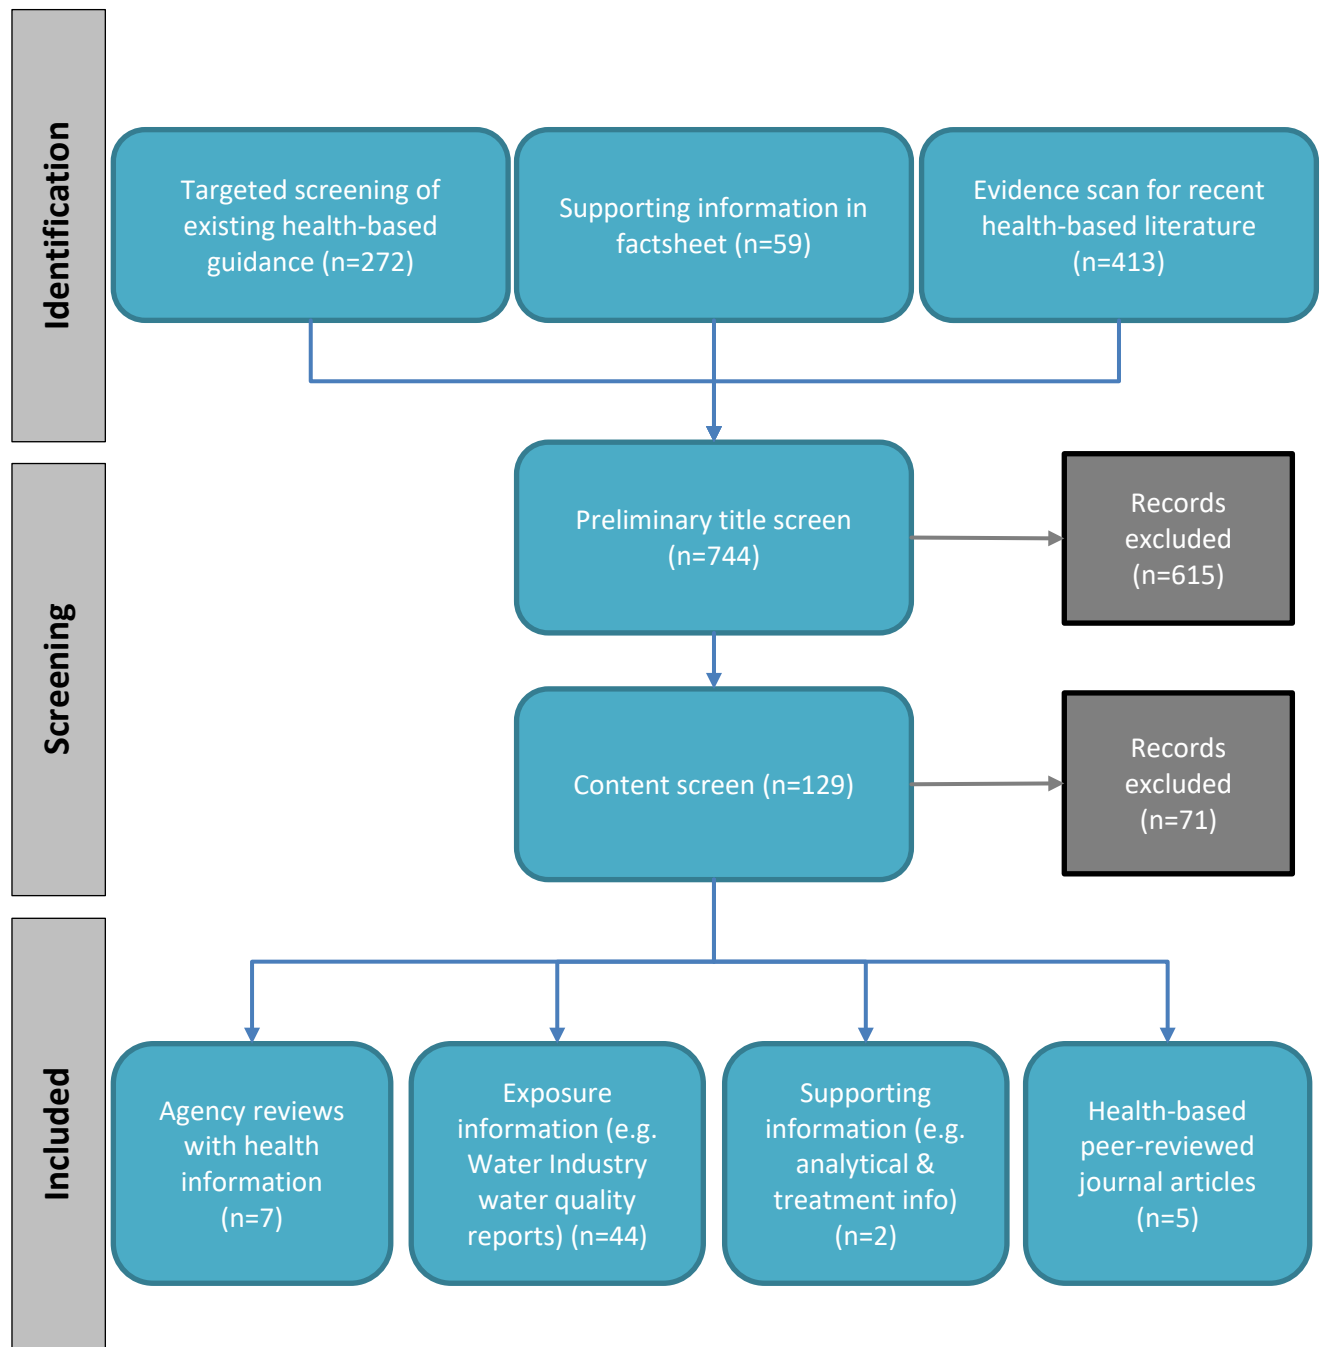 Identification
Targeted screening of
existing health-based
guidance (n=272)
Supporting information in
factsheet (n=59)
Evidence scan for recent
health-based literature
(n=413)
Screening
Preliminary title screen
(n=744)
Records
excluded
(n=615)
Content screen (n=129)
Records
excluded
(n=71)
Included
Agency reviews
with health
information
(n=7)
Exposure
information (e.g.
Water Industry
water quality
reports) (n=44)
Supporting
information (e.g.
analytical &
treatment info)
(n=2)
Health-based
peer-reviewed
journal articles
(n=5)